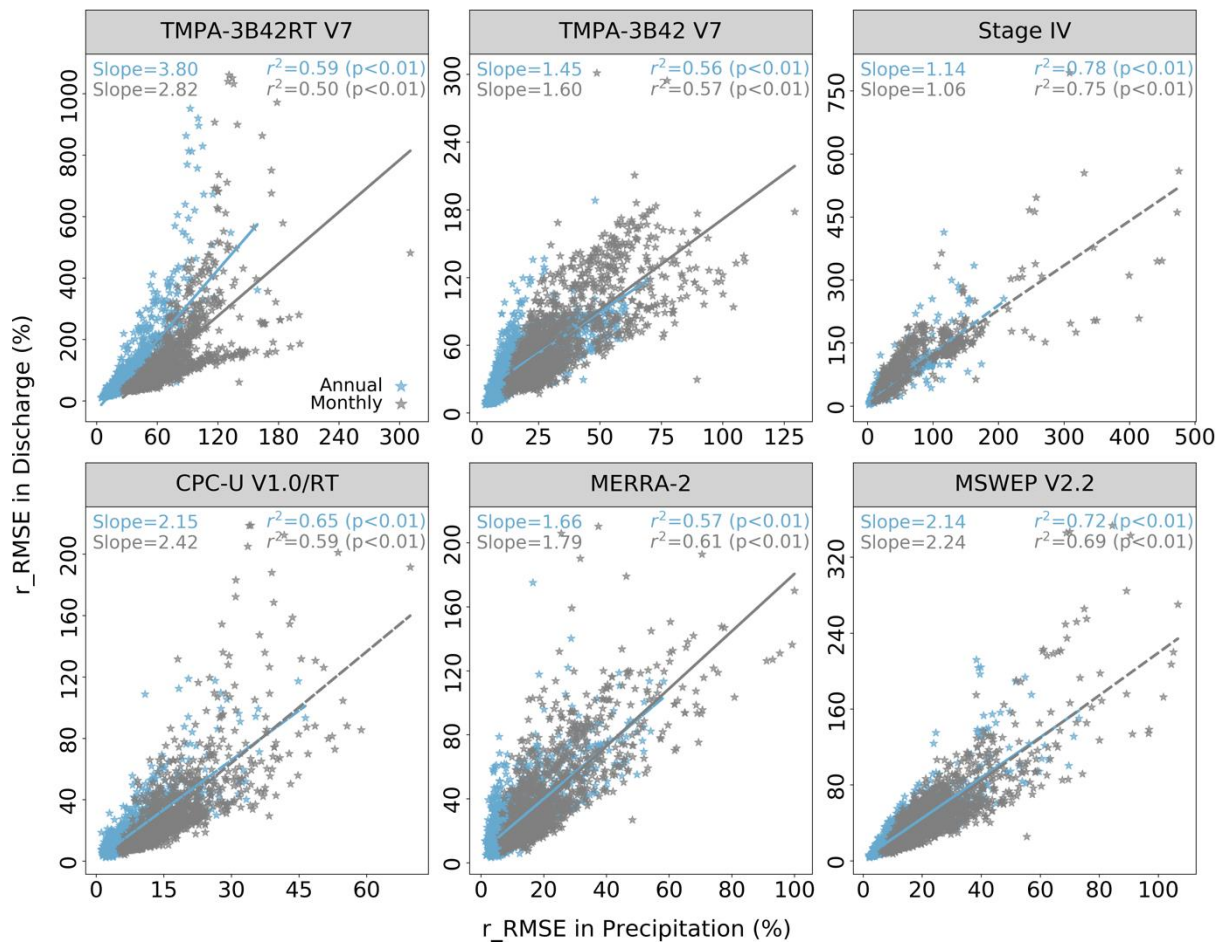 TMPA-3B42RT V7
TMPA-3B42 V7
Stage IV
Slope=3.80 r²=0.59 (p<0.01)
Slope=2.82 r²=0.50 (p<0.01)
Slope=1.45 r²=0.56 (p<0.01)
Slope=1.60 r²=0.57 (p<0.01)
Slope=1.14 r²=0.78 (p<0.01)
Slope=1.06 r²=0.75 (p<0.01)
1000
800
600
400
200
0
300
240
180
120
60
0
750
600
450
300
150
0
Annual
Monthly
0 60 120 180 240 300
0 25 50 75 100 125
0 100 200 300 400 500
r_RMSE in Discharge (%)
CPC-U V1.0/RT
MERRA-2
MSWEP V2.2
Slope=2.15 r²=0.65 (p<0.01)
Slope=2.42 r²=0.59 (p<0.01)
Slope=1.66 r²=0.57 (p<0.01)
Slope=1.79 r²=0.61 (p<0.01)
Slope=2.14 r²=0.72 (p<0.01)
Slope=2.24 r²=0.69 (p<0.01)
200
160
120
80
40
0
200
160
120
80
40
0
320
240
160
80
0
0 15 30 45 60
0 20 40 60 80 100
0 20 40 60 80 100
r_RMSE in Precipitation (%)